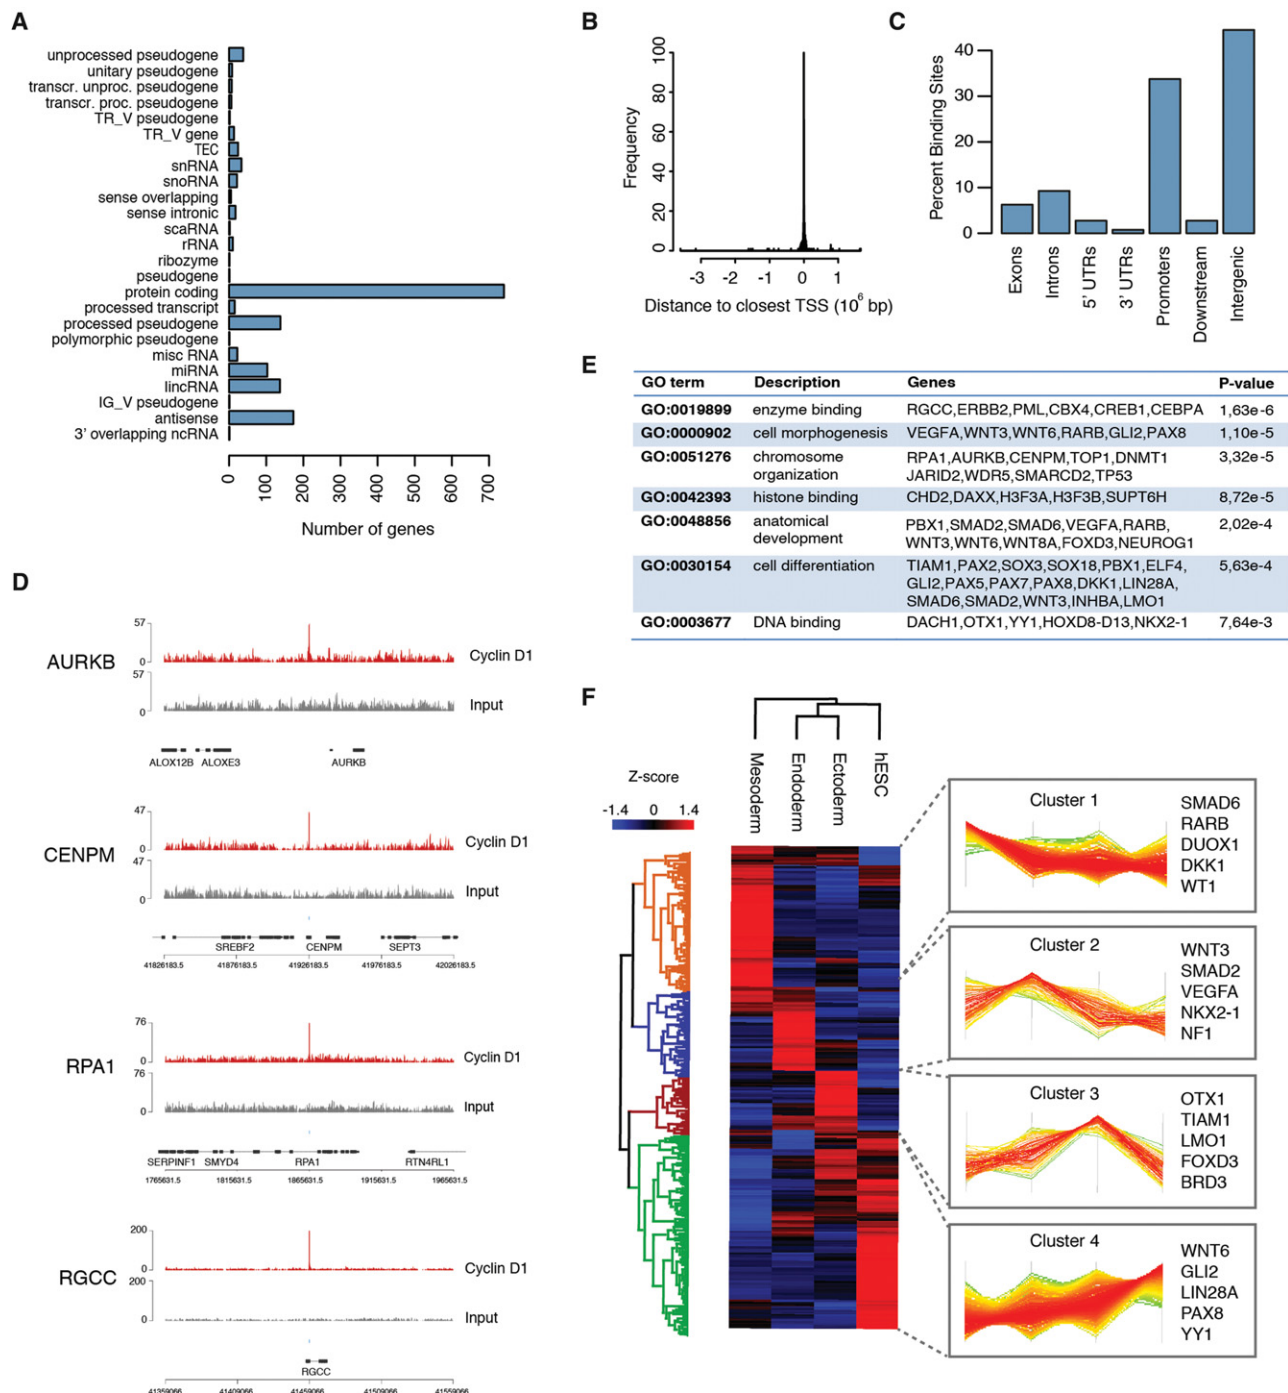 A
unprocessed pseudogene
unitary pseudogene
transcr. unproc. pseudogene
transcr. proc. pseudogene
TR_V pseudogene
TR_V gene
TEC
snRNA
snoRNA
sense overlapping
sense intronic
scaRNA
rRNA
ribozyme
pseudogene
protein coding
processed transcript
processed pseudogene
polymorphic pseudogene
misc RNA
miRNA
lincRNA
IG_V pseudogene
antisense
3' overlapping ncRNA
0 100 200 300 400 500 600 700
Number of genes
B
Frequency
100
80
60
40
20
0
-3 -2 -1 0 1
Distance to closest TSS (10^6 bp)
C
Percent Binding Sites
40
30
20
10
0
Exons
Introns
5' UTRs
3' UTRs
Promoters
Downstream
Intergenic
E
GO term Description Genes P-value
GO:0019899 enzyme binding RGCC,ERBB2,PML,CBX4,CREB1,CEBPA 1,63e-6
GO:0000902 cell morphogenesis VEGFA,WNT3,WNT6,RARB,GLI2,PAX8 1,10e-5
GO:0051276 chromosome RPA1,AURKB,CENPM,TOP1,DNMT1 3,32e-5
organization JARID2,WDR5,SMARCD2,TP53
GO:0042393 histone binding CHD2,DAXX,H3F3A,H3F3B,SUPT6H 8,72e-5
GO:0048856 anatomical PBX1,SMAD2,SMAD6,VEGFA,RARB, 2,02e-4
development WNT3,WNT6,WNT8A,FOXD3,NEUROG1
GO:0030154 cell differentiation TIAM1,PAX2,SOX3,SOX18,PBX1,ELF4, 5,63e-4
GLI2,PAX5,PAX7,PAX8,DKK1,LIN28A,
SMAD6,SMAD2,WNT3,INHBA,LMO1
GO:0003677 DNA binding DACH1,OTX1,YY1,HOXD8-D13,NKX2-1 7,64e-3
D
AURKB
57
0
Cyclin D1
57
0
Input
ALOX12B ALOXE3 AURKB
CENPM
47
0
Cyclin D1
47
0
Input
SREBF2 CENPM SEPT3
41826183.5 41876183.5 41926183.5 41976183.5 42026183.5
RPA1
76
0
Cyclin D1
76
0
Input
SERPINF1 SMYD4 RPA1 RTN4RL1
1765631.5 1815631.5 1865631.5 1915631.5 1965631.5
RGCC
200
0
Cyclin D1
200
0
Input
RGCC
41359066 41409066 41459066 41509066 41559066
F
Z-score
-1.4 0 1.4
Mesoderm
Endoderm
Ectoderm
hESC
Cluster 1
SMAD6
RARB
DUOX1
DKK1
WT1
Cluster 2
WNT3
SMAD2
VEGFA
NKX2-1
NF1
Cluster 3
OTX1
TIAM1
LMO1
FOXD3
BRD3
Cluster 4
WNT6
GLI2
LIN28A
PAX8
YY1